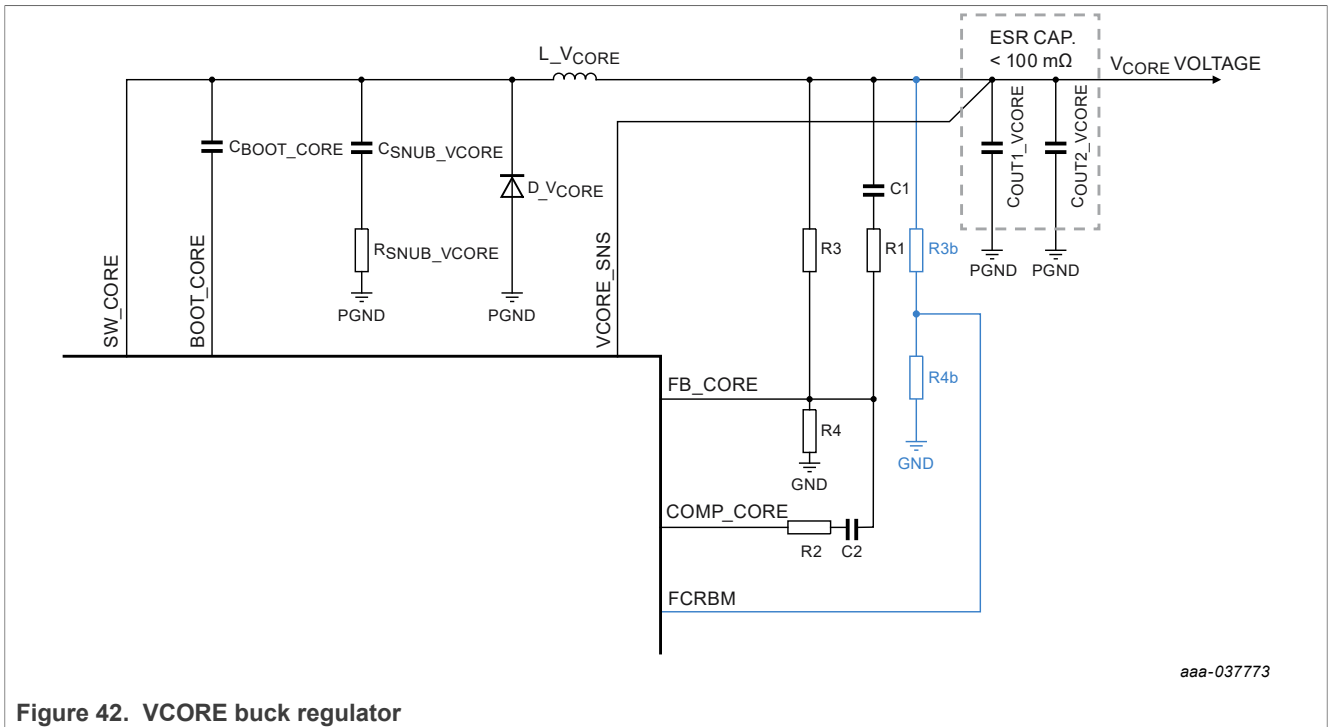 ESR CAP.
< 100 mΩ
L_VCORE
VCORE VOLTAGE
CBOOT_CORE
CSNUB_VCORE
D_VCORE
RSNUB_VCORE
PGND
PGND
SW_CORE
BOOT_CORE
VCORE_SNS
C1
R3
R1
R3b
R4b
GND
COUT1_VCORE
COUT2_VCORE
PGND
PGND
FB_CORE
R4
GND
COMP_CORE
R2
C2
FCRBM
aaa-037773
Figure 42. VCORE buck regulator